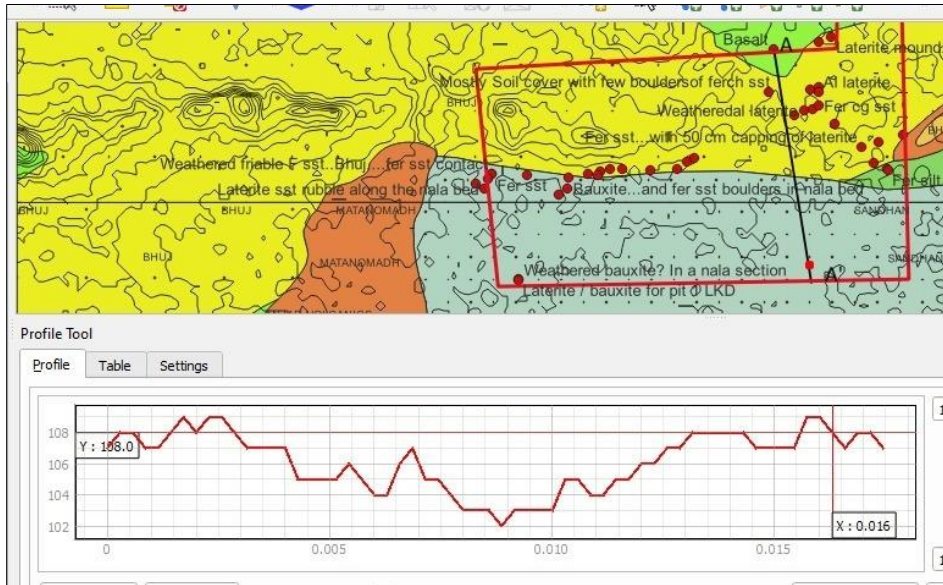 Basalt A
Laterite mound
Mostly Soil cover with few bouldersof ferch sst
Al laterite
BHUJ
Weatheredal laterite
Fer cg sst
Fer sst...with 50 cm capping of laterite
Weathered friable F sst..Bhuj....fer sst contact
Laterite sst rubble along the nala bed
Fer sst
Bauxite...and fer sst boulders in nala bed
Fer silt
BHUJ
BHUJ
MATANOMADH
SANDHAN
BHUJ
MATANOMADH
SANDHAN
Weathered bauxite? In a nala section
A'
Laterite / bauxite for pit of LKD
Profile Tool
Profile Table Settings
108
Y : 108.0
106
104
102
X : 0.016
0 0.005 0.010 0.015